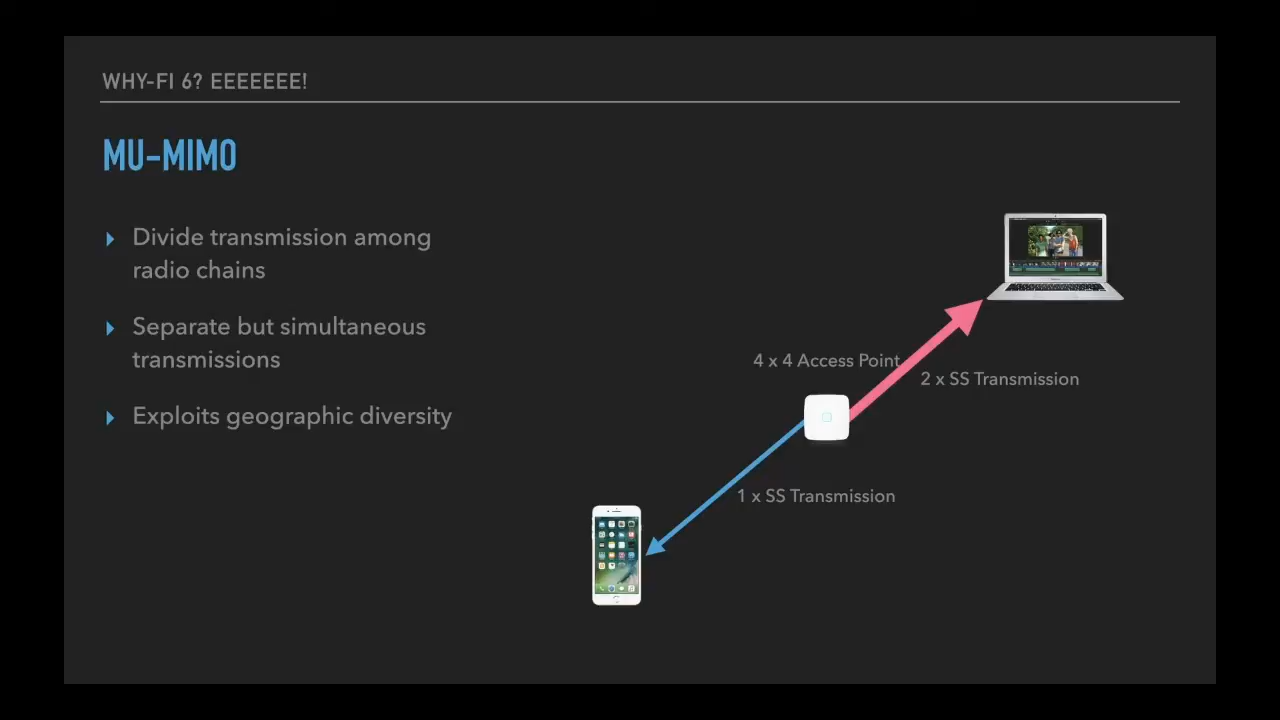 WHY-FI 6? EEEEEEE!
MU-MIMO
Divide transmission among
radio chains
Separate but simultaneous
transmissions
Exploits geographic diversity
4 x 4 Access Point
2 x SS Transmission
1 x SS Transmission